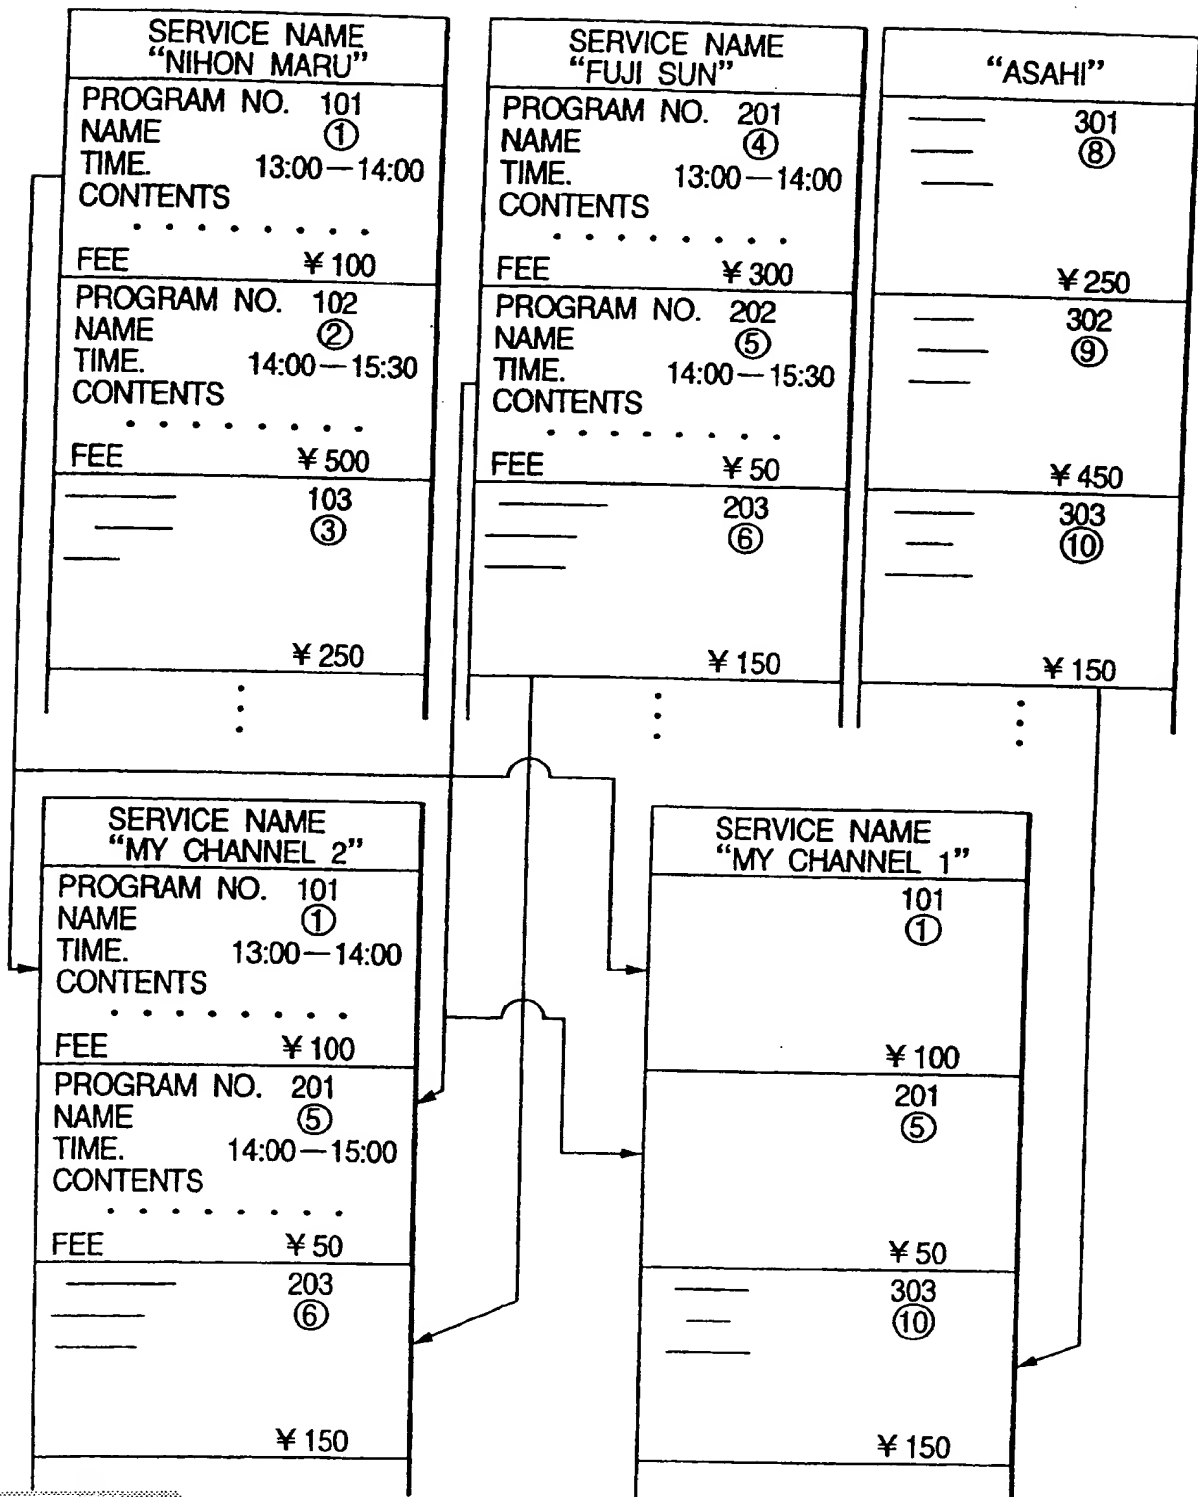 SERVICE NAME
“NIHON MARU”
PROGRAM NO. 101
NAME ①
TIME. 13:00—14:00
CONTENTS
. . . . . . . .
FEE ¥100
PROGRAM NO. 102
NAME ②
TIME. 14:00—15:30
CONTENTS
. . . . . . . .
FEE ¥500
103
③
¥250
SERVICE NAME
“FUJI SUN”
PROGRAM NO. 201
NAME ④
TIME. 13:00—14:00
CONTENTS
. . . . . . . .
FEE ¥300
PROGRAM NO. 202
NAME ⑤
TIME. 14:00—15:30
CONTENTS
. . . . . . . .
FEE ¥50
203
⑥
¥150
“ASAHI”
301
⑧
¥250
302
⑨
¥450
303
⑩
¥150
SERVICE NAME
“MY CHANNEL 2”
PROGRAM NO. 101
NAME ①
TIME. 13:00—14:00
CONTENTS
. . . . . . . .
FEE ¥100
PROGRAM NO. 201
NAME ⑤
TIME. 14:00—15:00
CONTENTS
. . . . . . . .
FEE ¥50
203
⑥
¥150
SERVICE NAME
“MY CHANNEL 1”
101
①
¥100
201
⑤
¥50
303
⑩
¥150